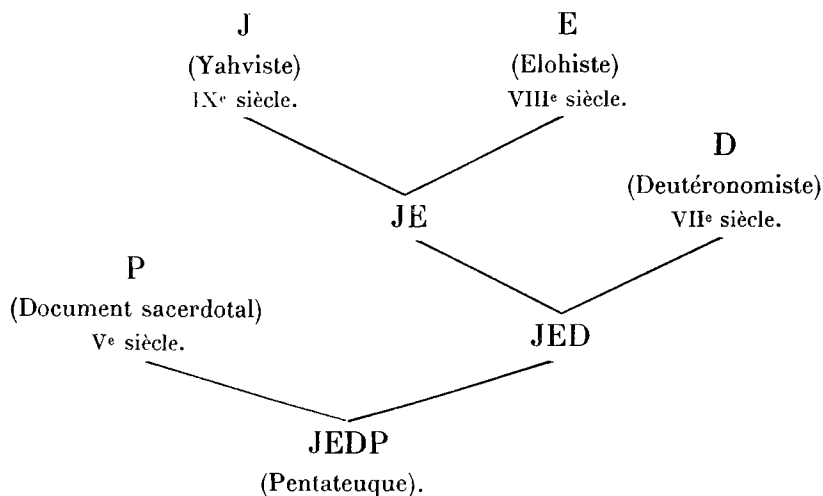 J
(Yahviste)
IXᵉ siècle.
E
(Elohiste)
VIIIᵉ siècle.
D
(Deutéronomiste)
VIIᵉ siècle.
JE
P
(Document sacerdotal)
Vᵉ siècle.
JED
JEDP
(Pentateuque).